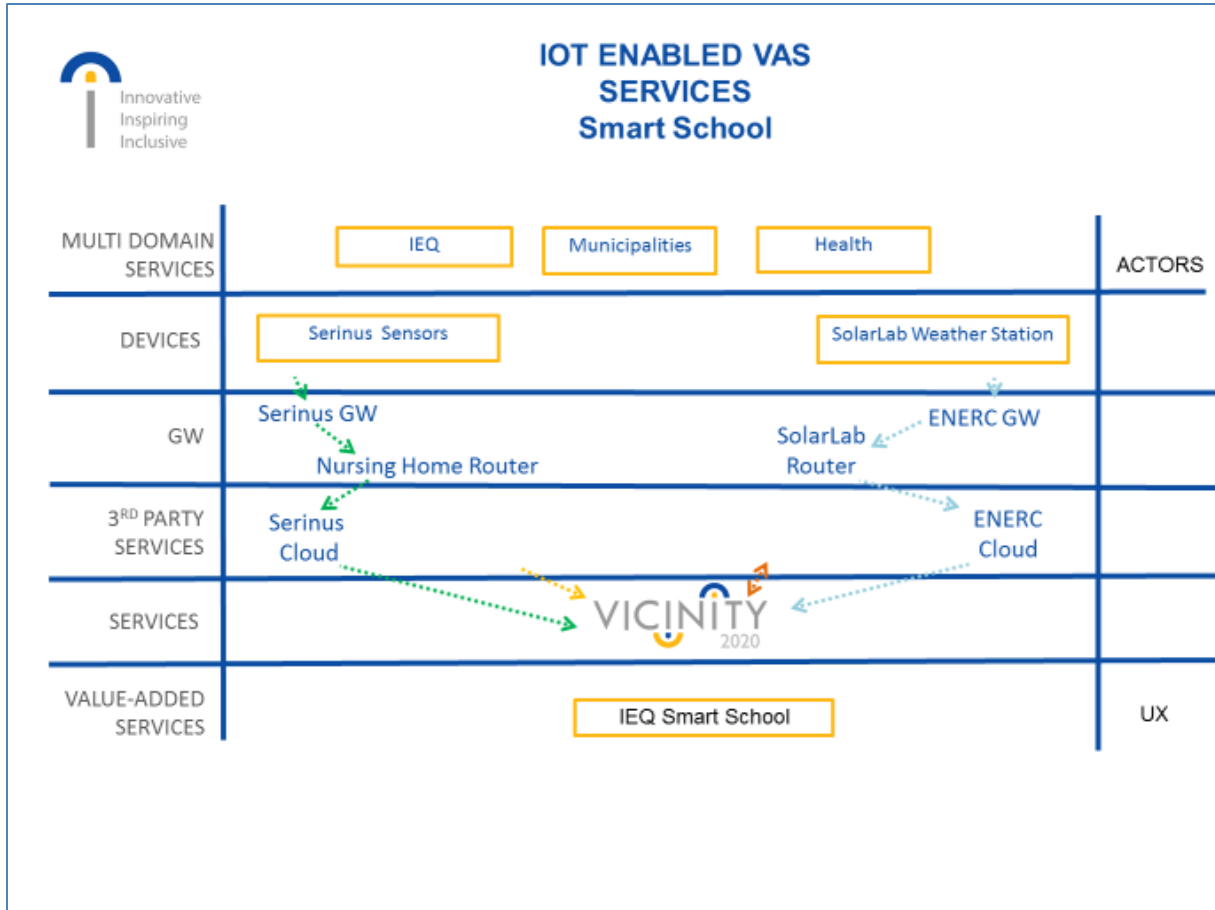 IOT ENABLED VAS
SERVICES
Smart School
Innovative
Inspiring
Inclusive
MULTI DOMAIN
SERVICES
IEQ
Municipalities
Health
ACTORS
DEVICES
Serinus Sensors
SolarLab Weather Station
GW
Serinus GW
Nursing Home Router
SolarLab
Router
ENERC GW
3RD PARTY
SERVICES
Serinus
Cloud
ENERC
Cloud
SERVICES
VICINITY
2020
VALUE-ADDED
SERVICES
IEQ Smart School
UX